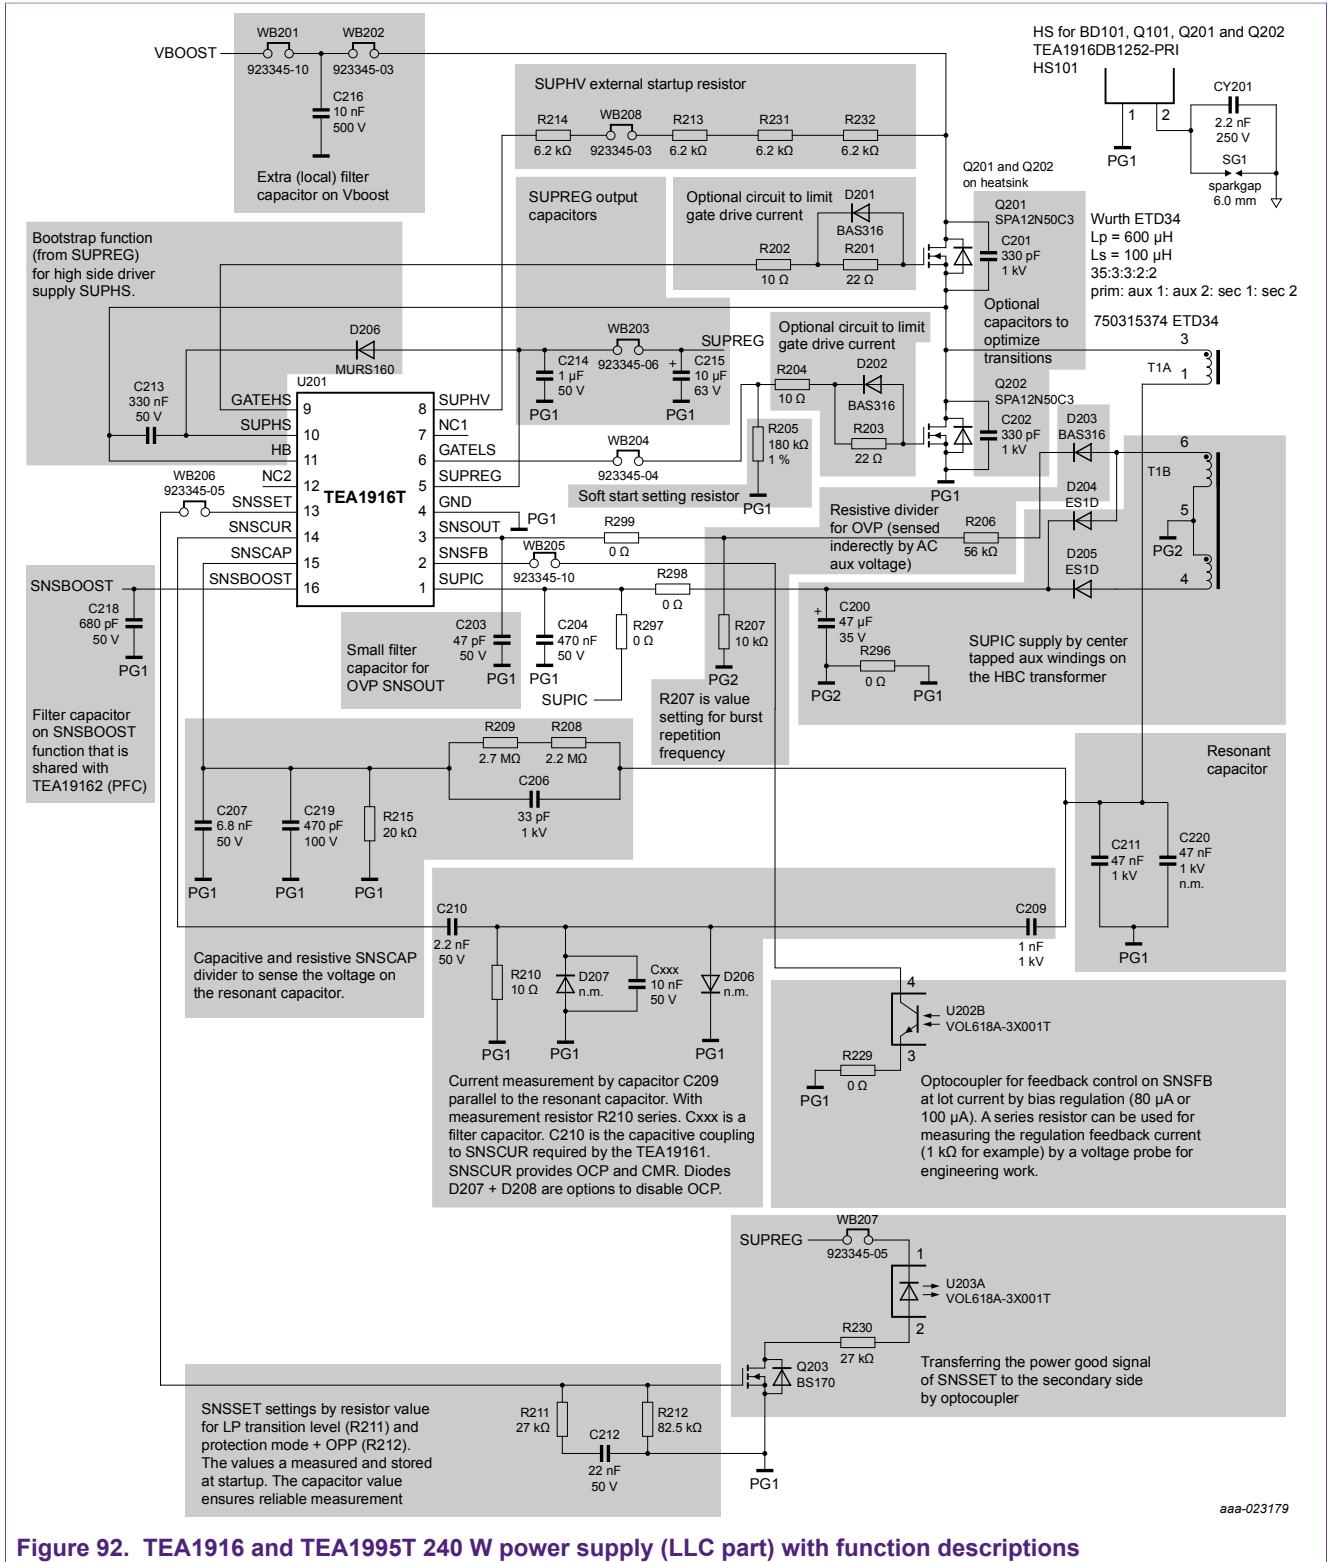 VBOOST
WB201
923345-10
WB202
923345-03
C216
10 nF
500 V
Extra (local) filter
capacitor on Vboost
SUPHV external startup resistor
R214
6.2 kΩ
WB208
923345-03
R213
6.2 kΩ
R231
6.2 kΩ
R232
6.2 kΩ
HS for BD101, Q101, Q201 and Q202
TEA1916DB1252-PRI
HS101
1
2
PG1
CY201
2.2 nF
250 V
SG1
sparkgap
6.0 mm
SUPREG output
capacitors
Optional circuit to limit
gate drive current
D201
BAS316
R202
10 Ω
R201
22 Ω
Q201 and Q202
on heatsink
Q201
SPA12N50C3
C201
330 pF
1 kV
Optional
capacitors to
optimize
transitions
Wurth ETD34
Lp = 600 µH
Ls = 100 µH
35:3:3:2:2
prim: aux 1: aux 2: sec 1: sec 2
750315374 ETD34
3
T1A
1
Bootstrap function
(from SUPREG)
for high side driver
supply SUPHS.
D206
MURS160
C213
330 nF
50 V
WB203
923345-06
SUPREG
C214
1 µF
50 V
PG1
+
C215
10 µF
63 V
PG1
Optional circuit to limit
gate drive current
R204
10 Ω
D202
BAS316
R203
22 Ω
Q202
SPA12N50C3
C202
330 pF
1 kV
PG1
U201
TEA1916T
GATEHS
9
SUPHS
10
HB
11
NC2
12
SNSSET
13
SNSCUR
14
SNSCAP
15
SNSBOOST
16
8
SUPHV
7
NC1
6
GATELS
5
SUPREG
4
GND
3
SNSOUT
2
SNSFB
1
SUPIC
WB206
923345-05
WB204
923345-04
R205
180 kΩ
1 %
PG1
Soft start setting resistor
PG1
R299
0 Ω
WB205
923345-10
R298
0 Ω
Resistive divider
for OVP (sensed
inderectly by AC
aux voltage)
R206
56 kΩ
D203
BAS316
D204
ES1D
D205
ES1D
6
T1B
5
PG2
4
SNSBOOST
C218
680 pF
50 V
PG1
Filter capacitor
on SNSBOOST
function that is
shared with
TEA19162 (PFC)
Small filter
capacitor for
OVP SNSOUT
C203
47 pF
50 V
PG1
C204
470 nF
50 V
PG1
R297
0 Ω
SUPIC
R207
10 kΩ
PG2
R207 is value
setting for burst
repetition
frequency
+
C200
47 µF
35 V
R296
0 Ω
PG2
PG1
SUPIC supply by center
tapped aux windings on
the HBC transformer
R209
2.7 MΩ
R208
2.2 MΩ
C206
33 pF
1 kV
C207
6.8 nF
50 V
PG1
C219
470 pF
100 V
PG1
R215
20 kΩ
PG1
Capacitive and resistive SNSCAP
divider to sense the voltage on
the resonant capacitor.
Resonant
capacitor
C211
47 nF
1 kV
C220
47 nF
1 kV
n.m.
PG1
C210
2.2 nF
50 V
R210
10 Ω
PG1
D207
n.m.
PG1
Cxxx
10 nF
50 V
D206
n.m.
PG1
C209
1 nF
1 kV
Current measurement by capacitor C209
parallel to the resonant capacitor. With
measurement resistor R210 series. Cxxx is a
filter capacitor. C210 is the capacitive coupling
to SNSCUR required by the TEA19161.
SNSCUR provides OCP and CMR. Diodes
D207 + D208 are options to disable OCP.
4
U202B
VOL618A-3X001T
3
R229
0 Ω
PG1
Optocoupler for feedback control on SNSFB
at lot current by bias regulation (80 µA or
100 µA). A series resistor can be used for
measuring the regulation feedback current
(1 kΩ for example) by a voltage probe for
engineering work.
SUPREG
WB207
923345-05
1
U203A
VOL618A-3X001T
2
R230
27 kΩ
Q203
BS170
Transferring the power good signal
of SNSSET to the secondary side
by optocoupler
SNSSET settings by resistor value
for LP transition level (R211) and
protection mode + OPP (R212).
The values a measured and stored
at startup. The capacitor value
ensures reliable measurement
R211
27 kΩ
C212
22 nF
50 V
R212
82.5 kΩ
PG1
aaa-023179
Figure 92. TEA1916 and TEA1995T 240 W power supply (LLC part) with function descriptions